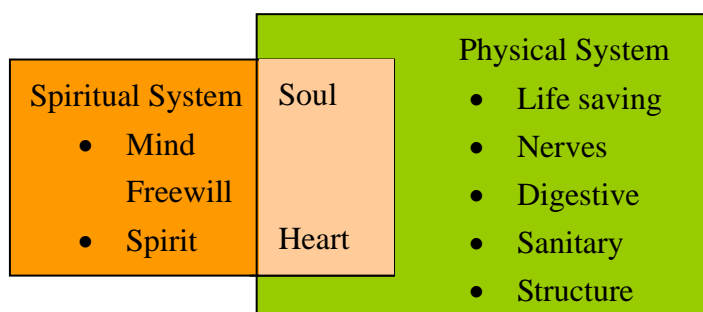 Physical System
Spiritual System
Soul
• Life saving
• Mind
• Nerves
Freewill
• Digestive
• Spirit
Heart
• Sanitary
• Structure